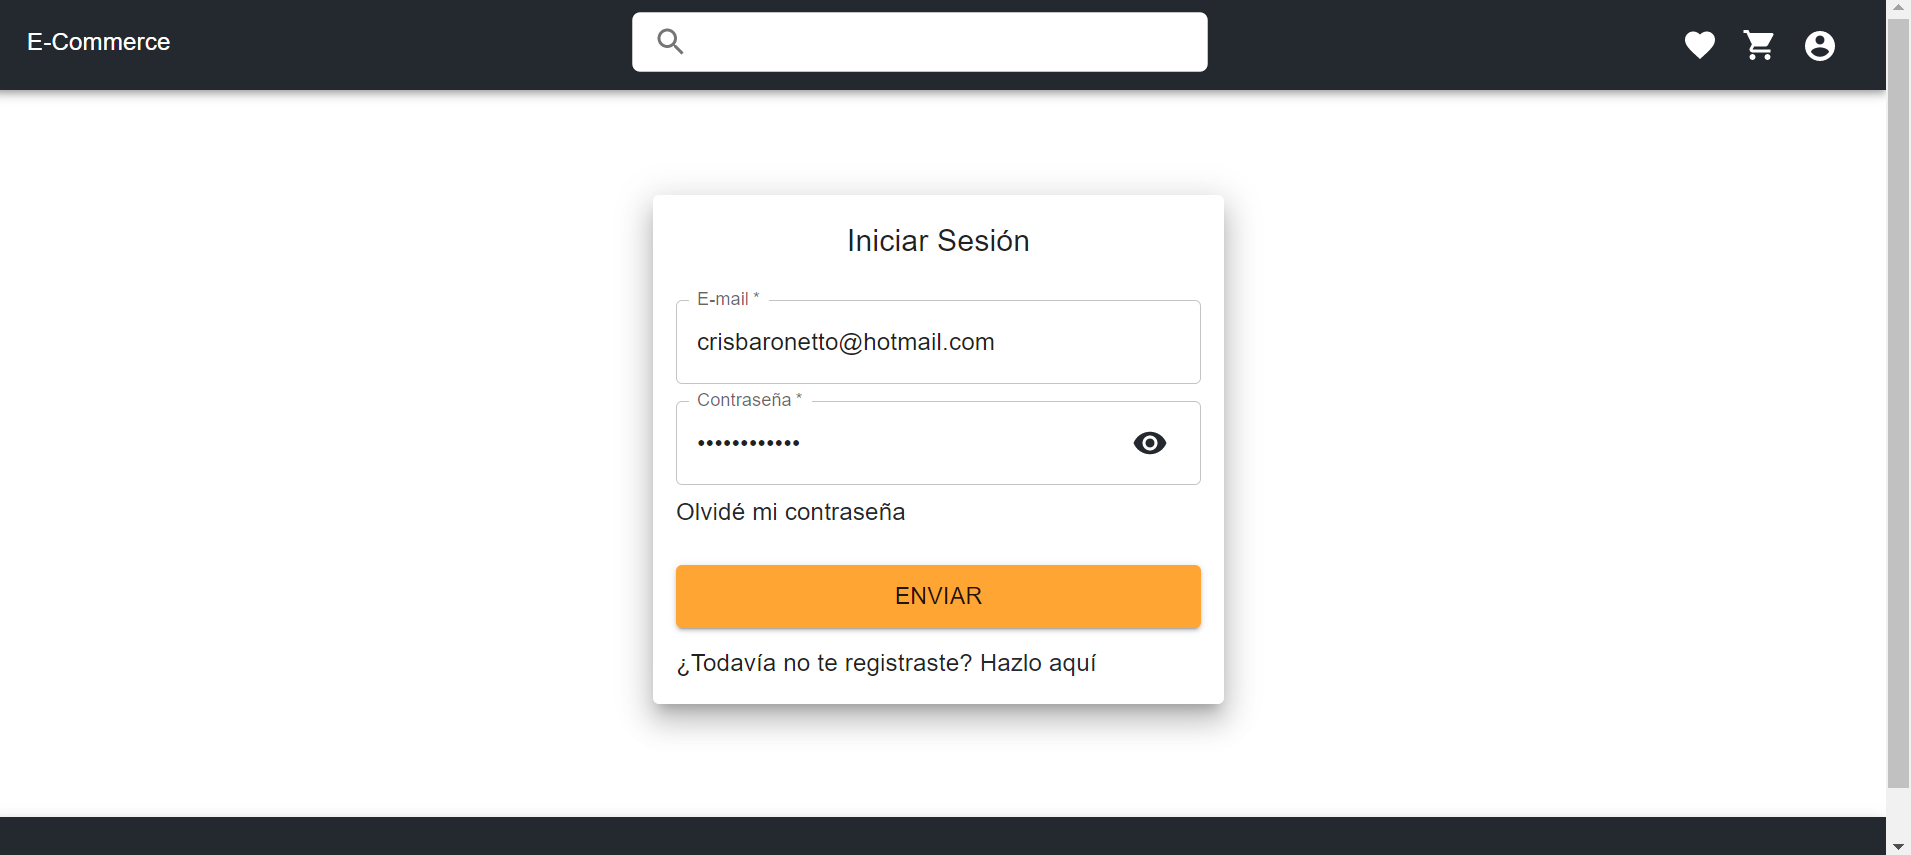 E-Commerce
Iniciar Sesión
E-mail *
crisbaronetto@hotmail.com
Contraseña *
••••••••••••
Olvidé mi contraseña
ENVIAR
¿Todavía no te registraste? Hazlo aquí